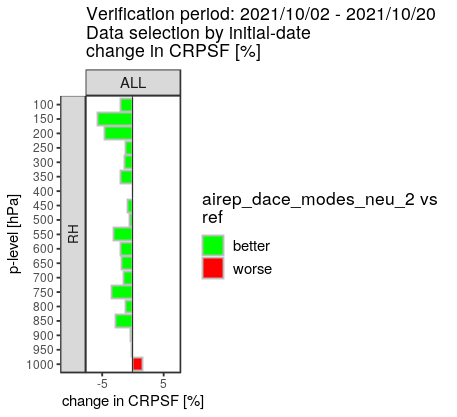 Verification period: 2021/10/02 - 2021/10/20
Data selection by initial-date
change in CRPSF [%]
ALL
p-level [hPa]
RH
100
150
200
250
300
350
400
450
500
550
600
650
700
750
800
850
900
950
1000
-5
5
change in CRPSF [%]
airep_dace_modes_neu_2 vs
ref
better
worse